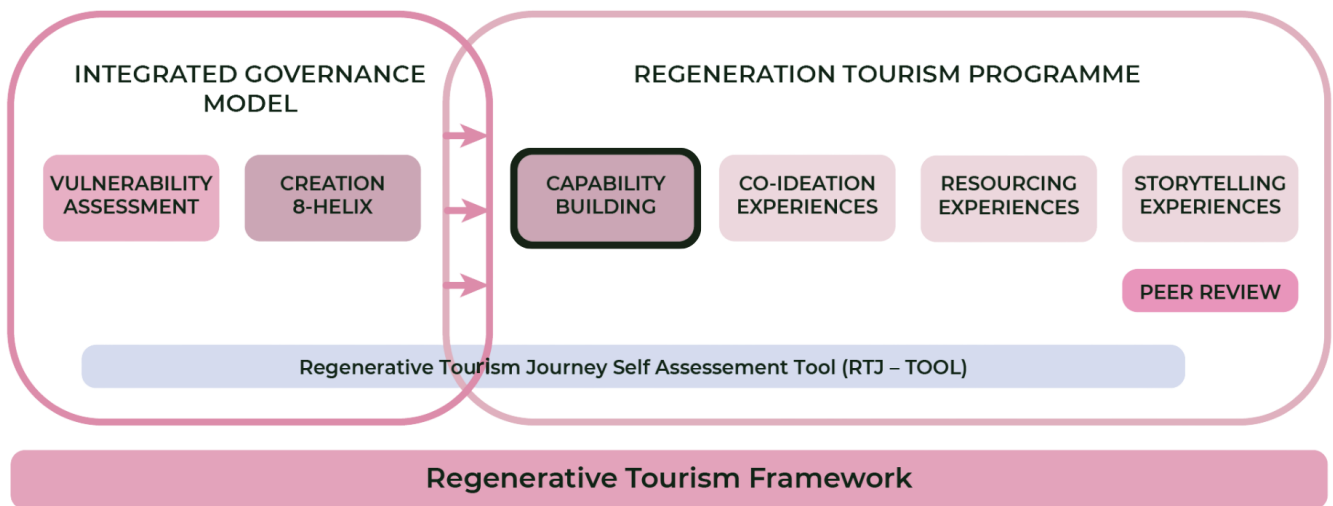 INTEGRATED GOVERNANCE
MODEL
REGENERATION TOURISM PROGRAMME
VULNERABILITY
ASSESSMENT
CREATION
8-HELIX
CAPABILITY
BUILDING
CO-IDEATION
EXPERIENCES
RESOURCING
EXPERIENCES
STORYTELLING
EXPERIENCES
PEER REVIEW
Regenerative Tourism Journey Self Assessement Tool (RTJ – TOOL)
Regenerative Tourism Framework